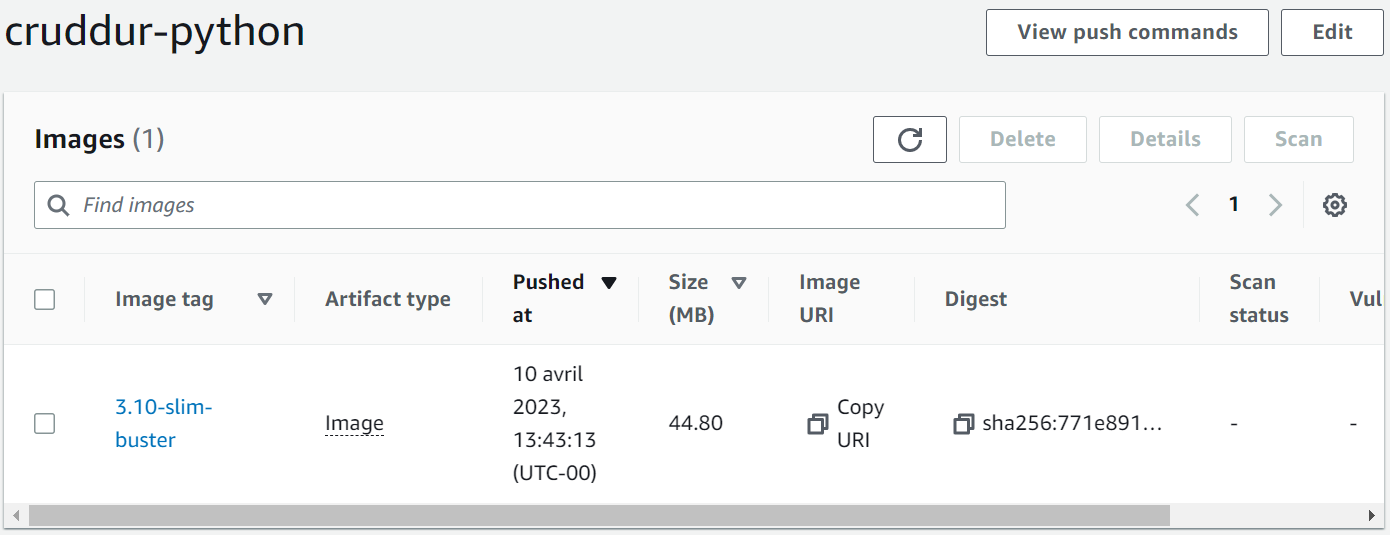 cruddur-python
View push commands
Edit
Images (1)
Delete
Details
Scan
Find images
1
Image tag
Artifact type
Pushed
at
Size
(MB)
Image
URI
Digest
Scan
status
Vul
3.10-slim-
buster
Image
10 avril
2023,
13:43:13
(UTC-00)
44.80
Copy
URI
sha256:771e891...
-
-